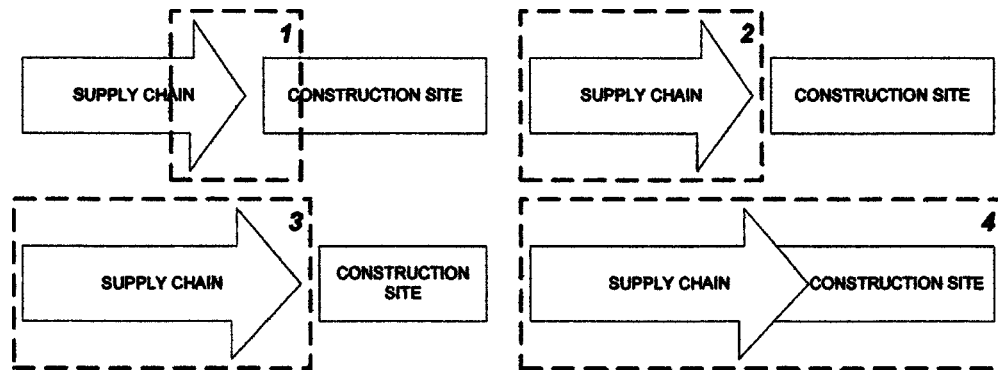 1
SUPPLY CHAIN
CONSTRUCTION SITE
2
SUPPLY CHAIN
CONSTRUCTION SITE
3
SUPPLY CHAIN
CONSTRUCTION
SITE
4
SUPPLY CHAIN
CONSTRUCTION SITE